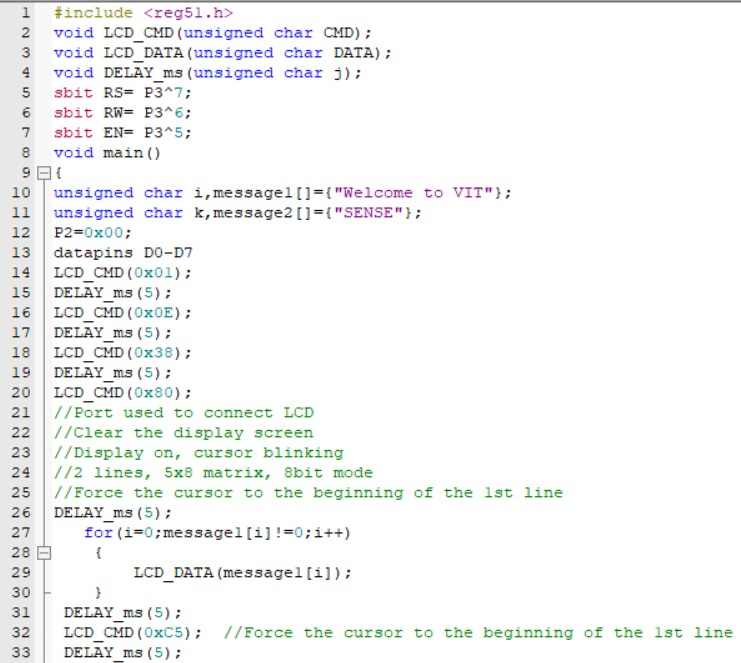 1 #include <reg51.h>
2 void LCD_CMD(unsigned char CMD);
3 void LCD_DATA(unsigned char DATA);
4 void DELAY_ms(unsigned char j);
5 sbit RS= P3^7;
6 sbit RW= P3^6;
7 sbit EN= P3^5;
8 void main()
9 {
10 unsigned char i,message1[]={"Welcome to VIT"};
11 unsigned char k,message2[]={"SENSE"};
12 P2=0x00;
13 datapins D0-D7
14 LCD_CMD(0x01);
15 DELAY_ms(5);
16 LCD_CMD(0x0E);
17 DELAY_ms(5);
18 LCD_CMD(0x38);
19 DELAY_ms(5);
20 LCD_CMD(0x80);
21 //Port used to connect LCD
22 //Clear the display screen
23 //Display on, cursor blinking
24 //2 lines, 5x8 matrix, 8bit mode
25 //Force the cursor to the beginning of the 1st line
26 DELAY_ms(5);
27 for(i=0;message1[i]!=0;i++)
28 {
29 LCD_DATA(message1[i]);
30 }
31 DELAY_ms(5);
32 LCD_CMD(0xC5); //Force the cursor to the beginning of the 1st line
33 DELAY_ms(5);